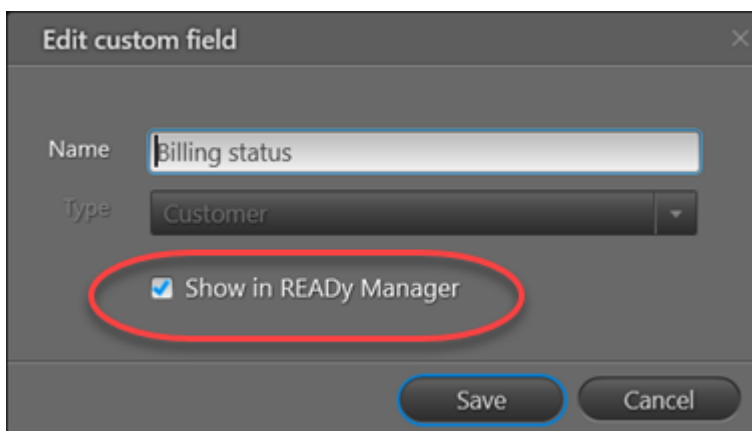 Edit custom field
Name
Billing status
Type
Customer
Show in READy Manager
Save
Cancel